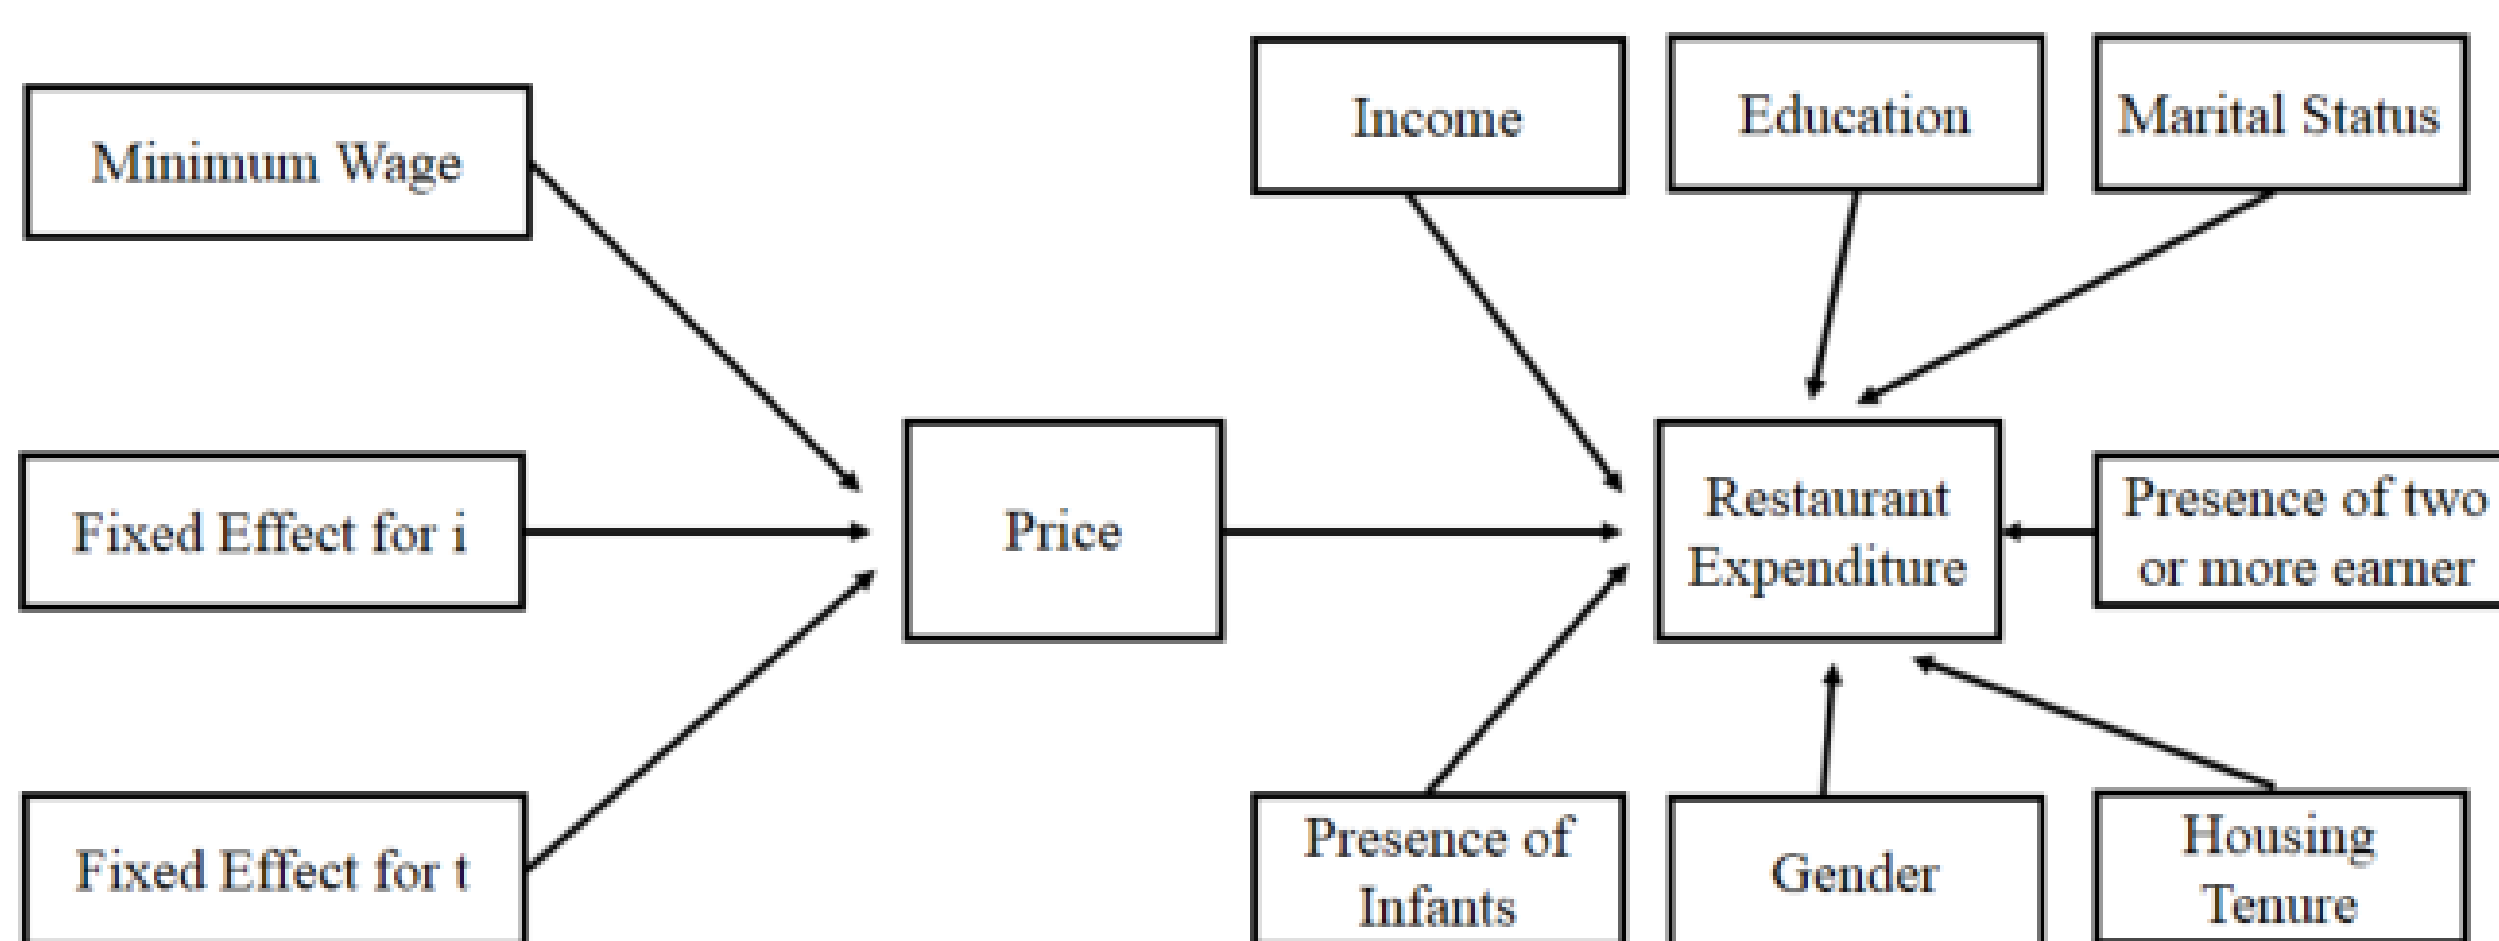 Minimum Wage
Income
Education
Marital Status
Fixed Effect for i
Price
Restaurant
Expenditure
Presence of two
or more earner
Fixed Effect for t
Presence of
Infants
Gender
Housing
Tenure